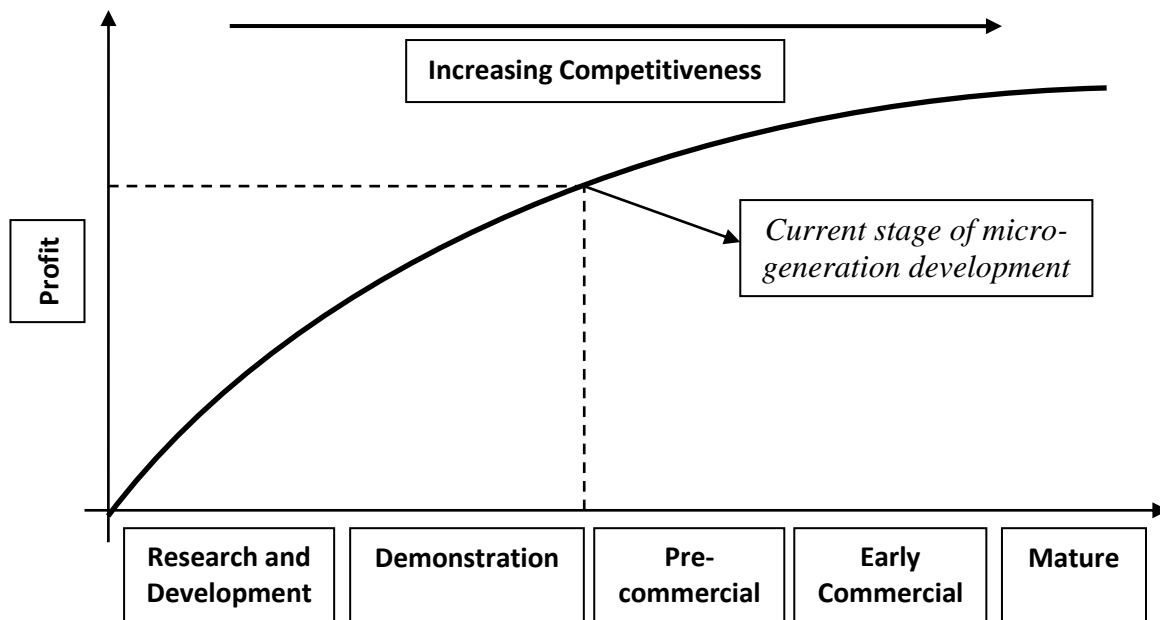 Increasing Competitiveness
Profit
Current stage of micro-
generation development
Research and
Development
Demonstration
Pre-
commercial
Early
Commercial
Mature